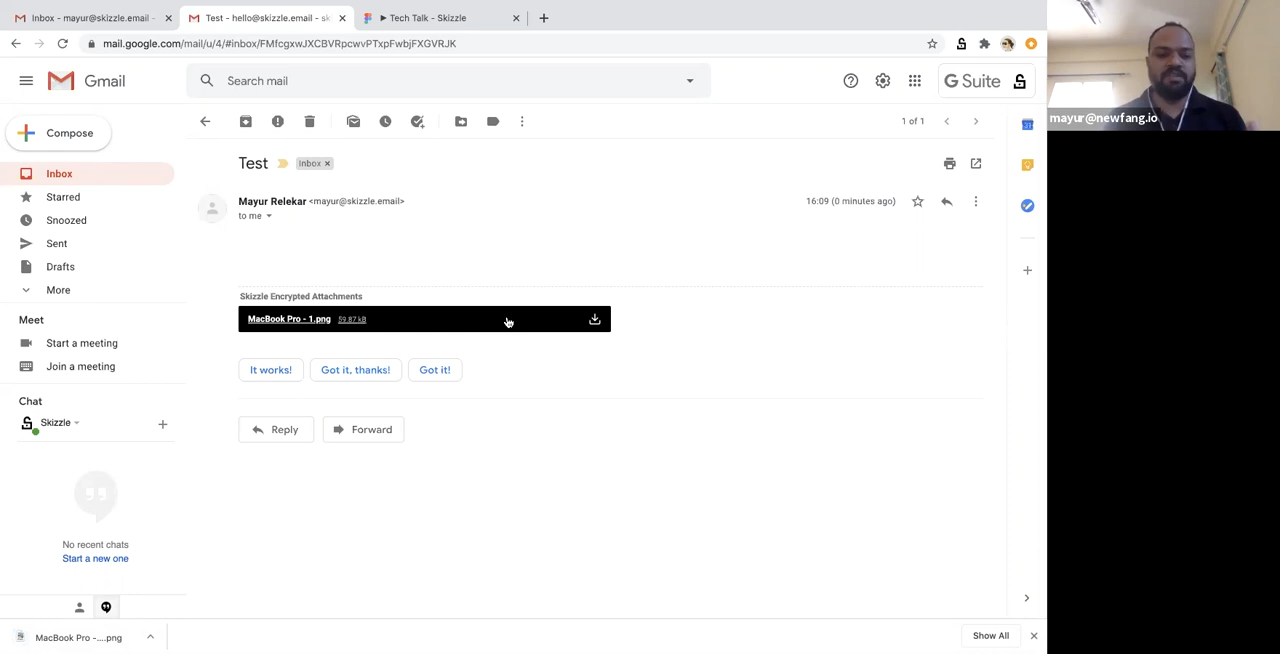 Inbox - mayur@skizzle.email -
Test - hello@skizzle.email - sk
▶ Tech Talk - Skizzle
mail.google.com/mail/u/4/#inbox/FMfcgxwJXCBVRpcwvPTxpFwbjFXGVRJK
Gmail
Search mail
G Suite
mayur@newfang.io
Compose
1 of 1
Inbox
Starred
Snoozed
Sent
Drafts
More
Meet
Start a meeting
Join a meeting
Chat
Skizzle
No recent chats
Start a new one
Test
Inbox
Mayur Relekar <mayur@skizzle.email>
16:09 (0 minutes ago)
to me
Skizzle Encrypted Attachments
MacBook Pro - 1.png 59.87 kB
It works!
Got it, thanks!
Got it!
Reply
Forward
MacBook Pro -....png
Show All